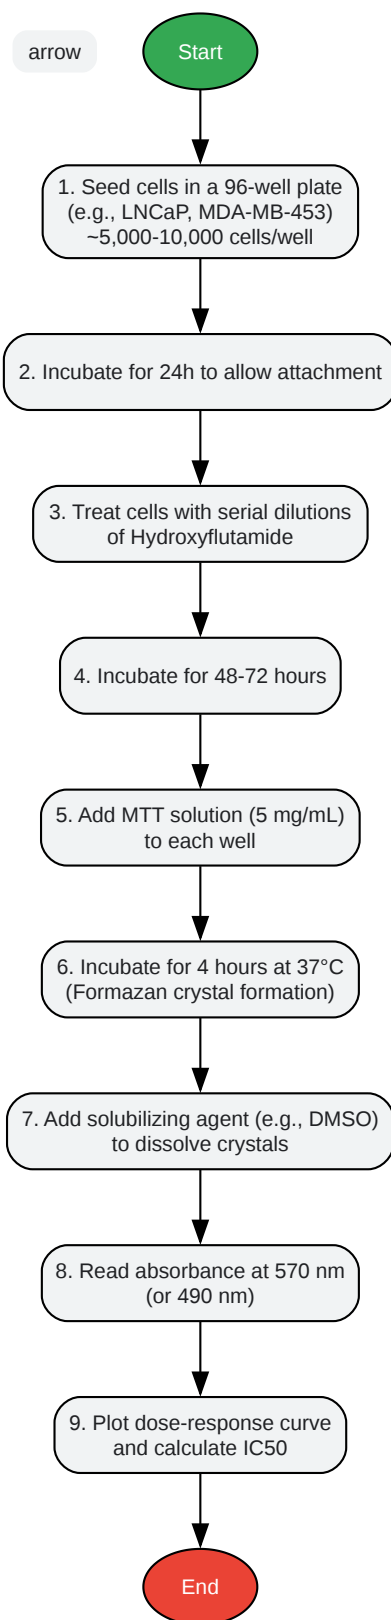 arrow
Start
1. Seed cells in a 96-well plate
(e.g., LNCaP, MDA-MB-453)
~5,000-10,000 cells/well
2. Incubate for 24h to allow attachment
3. Treat cells with serial dilutions
of Hydroxyflutamide
4. Incubate for 48-72 hours
5. Add MTT solution (5 mg/mL)
to each well
6. Incubate for 4 hours at 37°C
(Formazan crystal formation)
7. Add solubilizing agent (e.g., DMSO)
to dissolve crystals
8. Read absorbance at 570 nm
(or 490 nm)
9. Plot dose-response curve
and calculate IC50
End